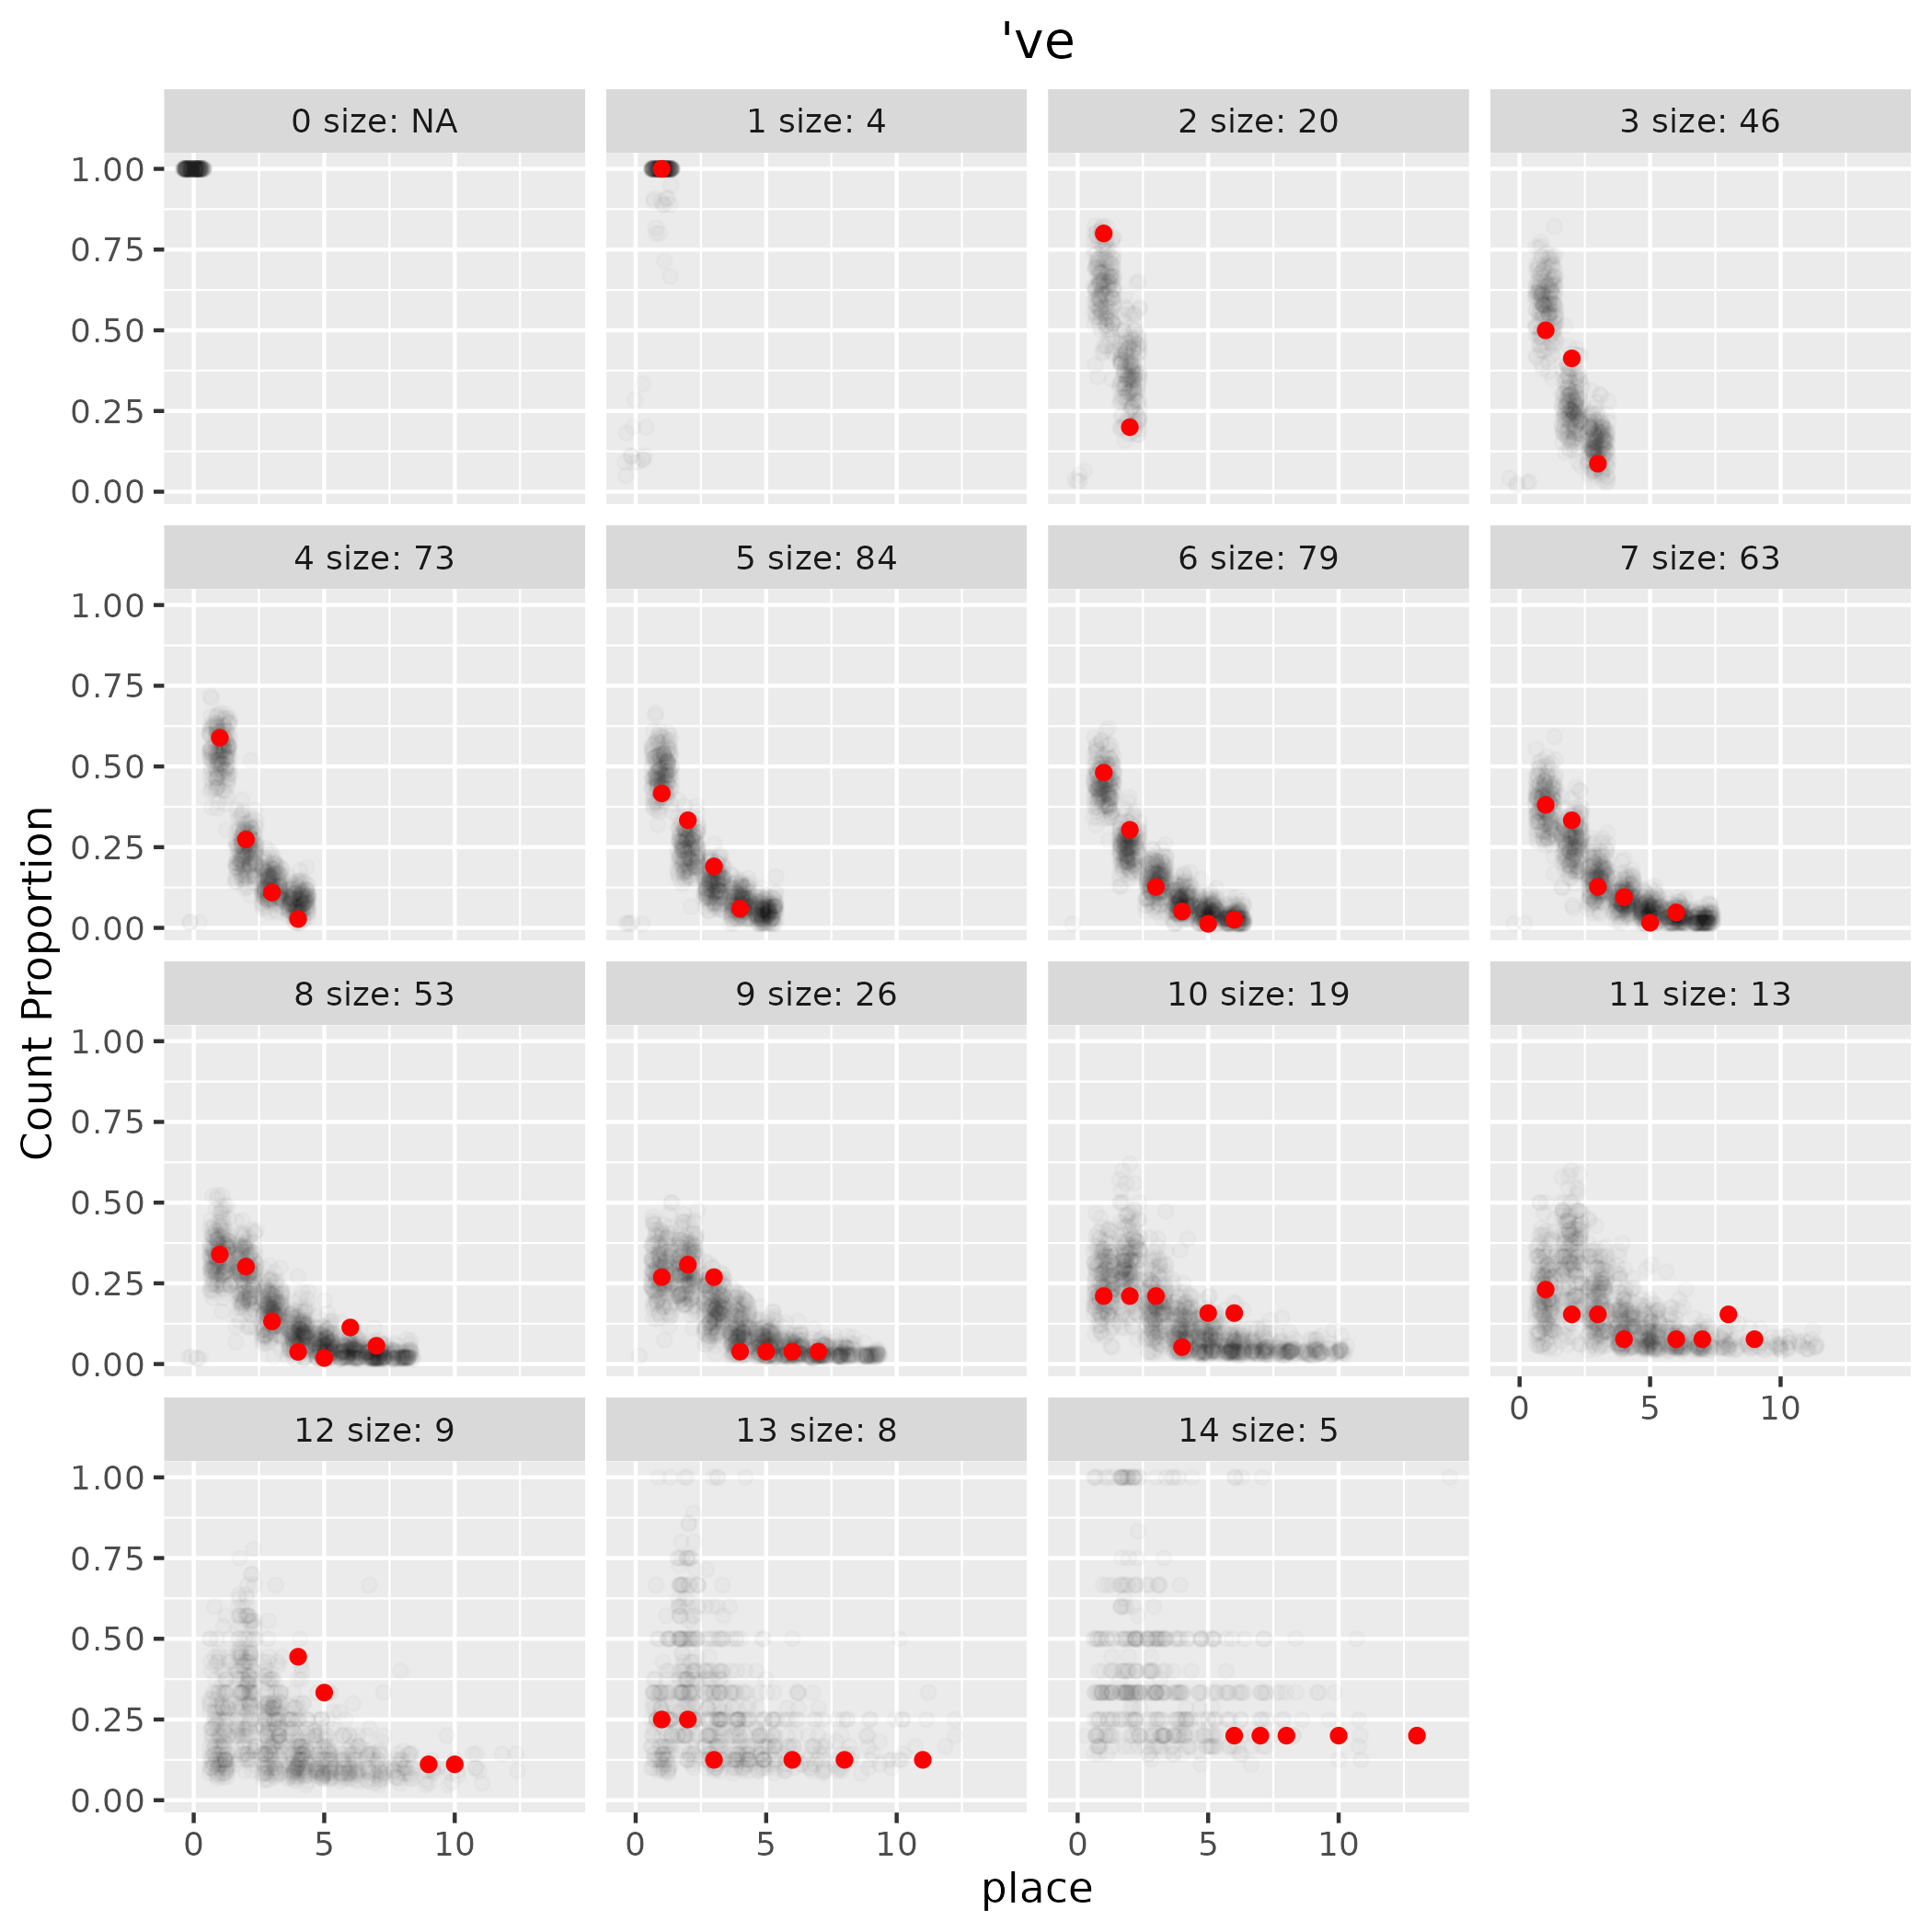 've
0 size: NA
1 size: 4
2 size: 20
3 size: 46
1.00
0.75
0.50
0.25
0.00
4 size: 73
5 size: 84
6 size: 79
7 size: 63
1.00
0.75
0.50
0.25
0.00
Count Proportion
8 size: 53
9 size: 26
10 size: 19
11 size: 13
1.00
0.75
0.50
0.25
0.00
0 5 10
12 size: 9
13 size: 8
14 size: 5
1.00
0.75
0.50
0.25
0.00
0 5 10
0 5 10
0 5 10
place